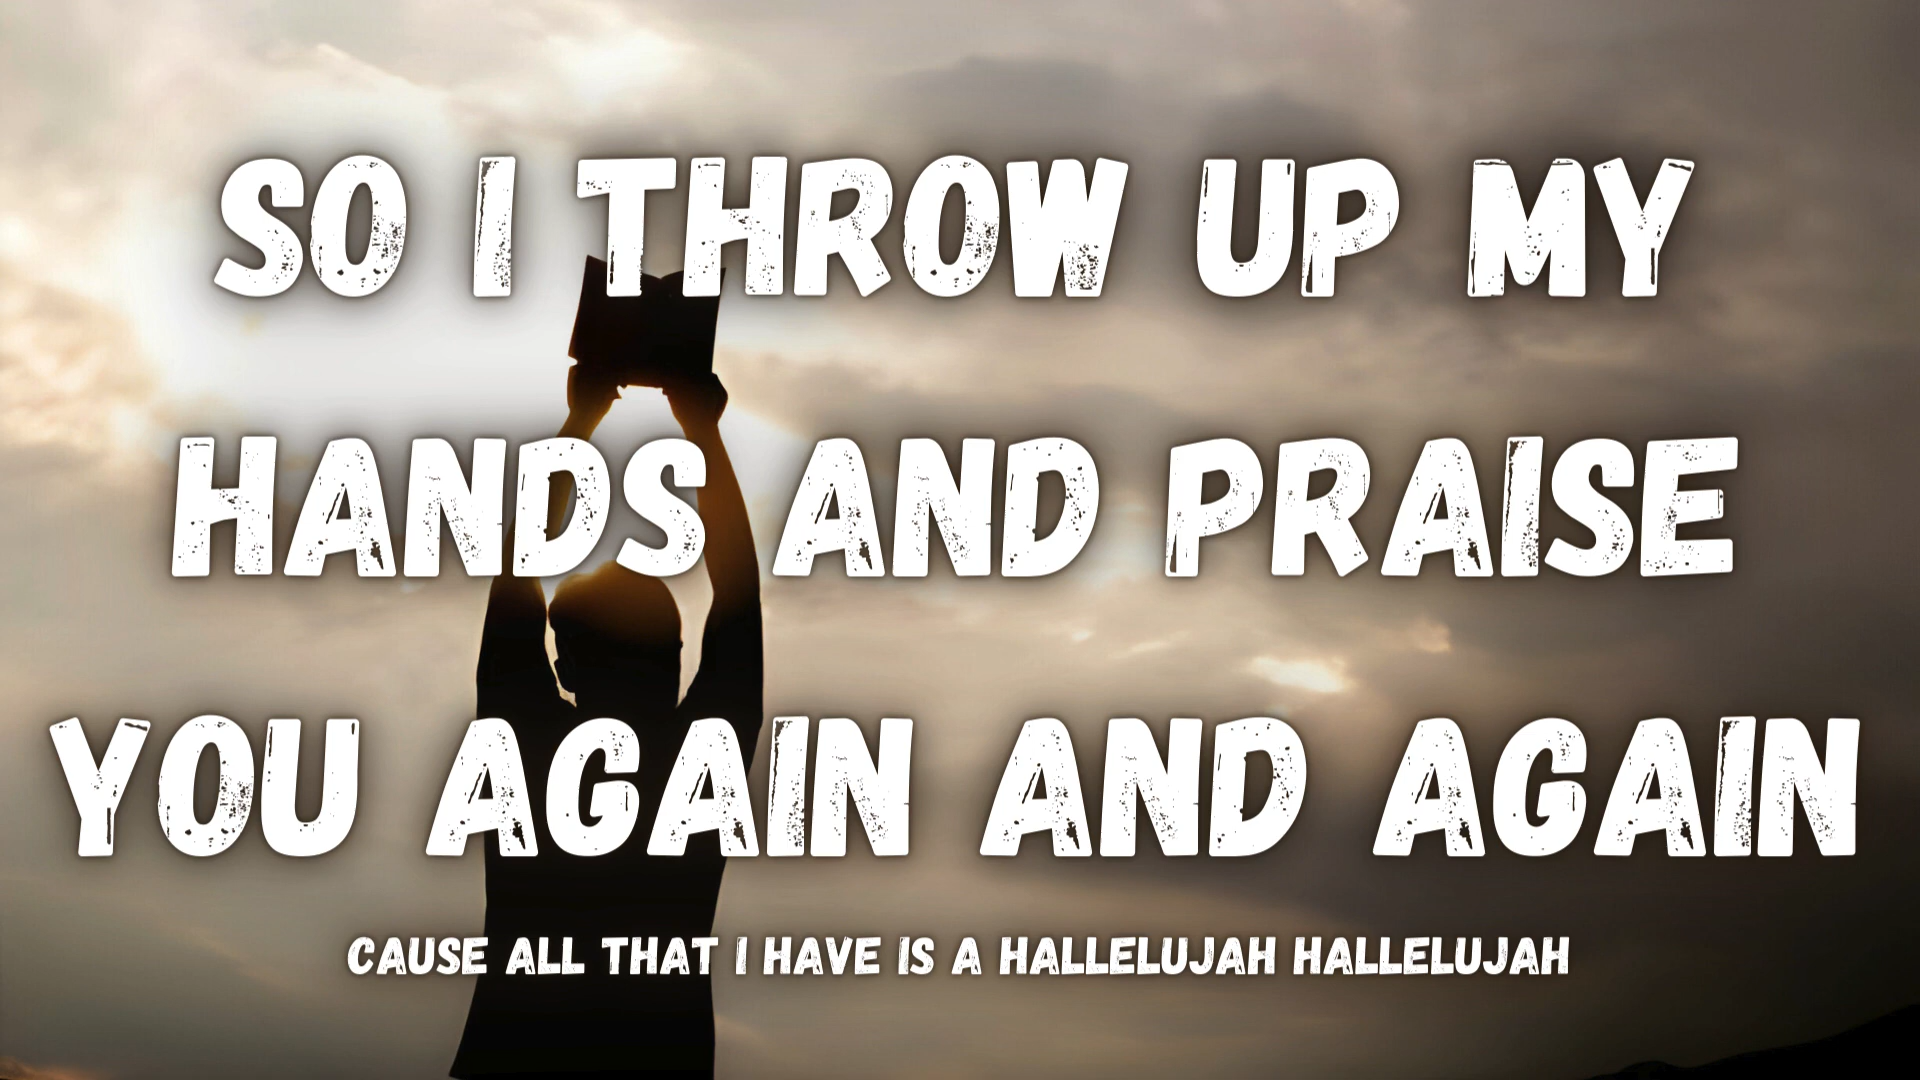 SO I THROW UP MY
HANDS AND PRAISE
YOU AGAIN AND AGAIN
CAUSE ALL THAT I HAVE IS A HALLELUJAH HALLELUJAH